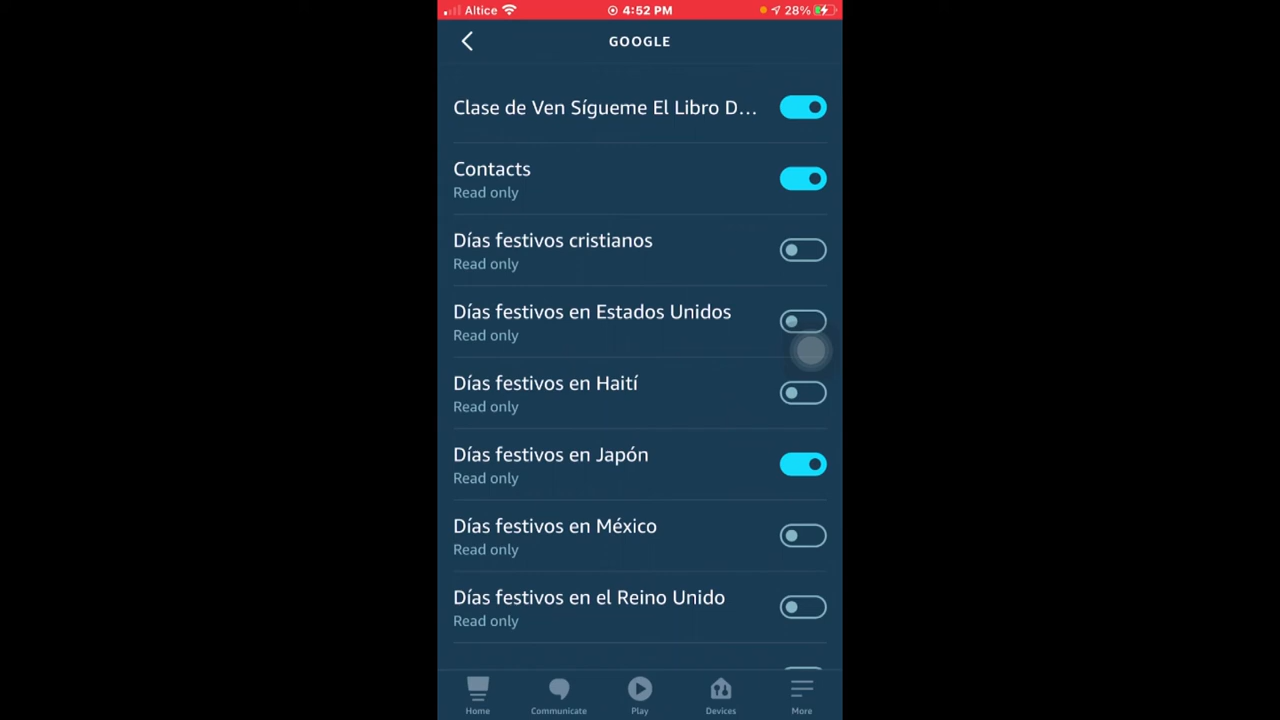 Altice 4:52 PM 28%
GOOGLE
Clase de Ven Sígueme El Libro D...
Contacts
Read only
Días festivos cristianos
Read only
Días festivos en Estados Unidos
Read only
Días festivos en Haití
Read only
Días festivos en Japón
Read only
Días festivos en México
Read only
Días festivos en el Reino Unido
Read only
Home Communicate Play Devices More